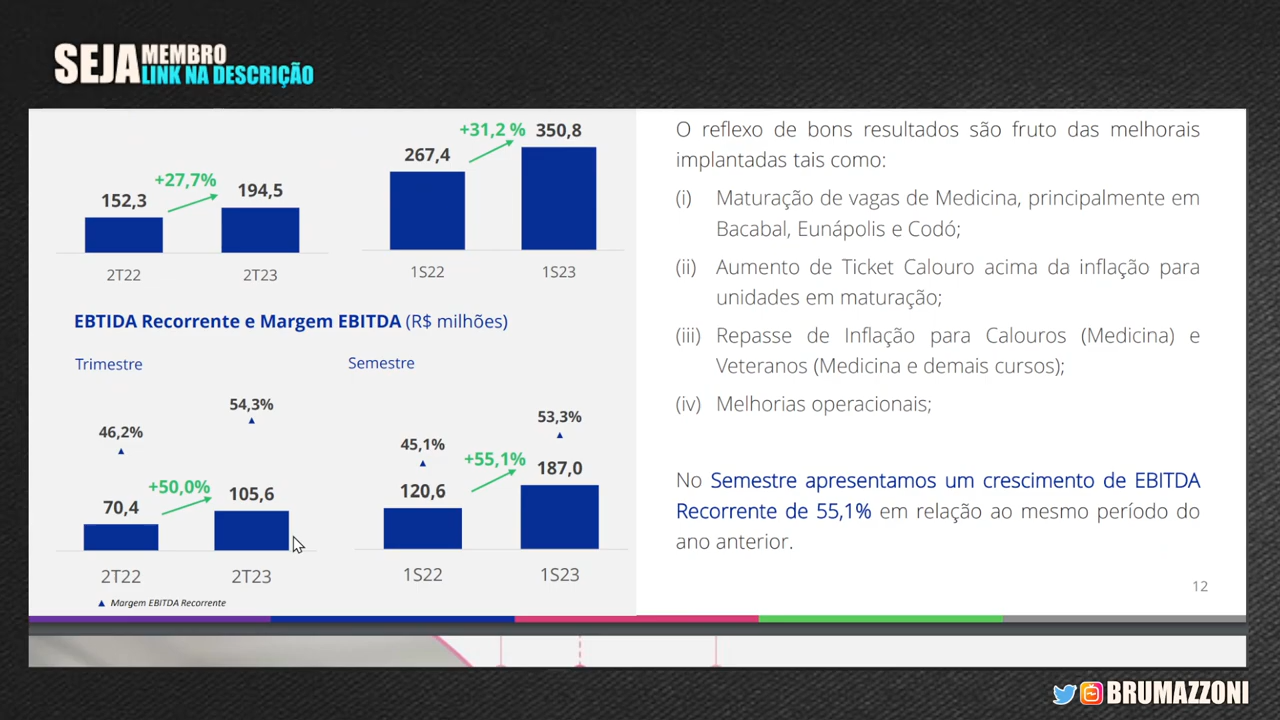 SEJA MEMBRO
LINK NA DESCRIÇÃO
+27,7%
152,3
194,5
2T22
2T23
+31,2 %
267,4
350,8
1S22
1S23
EBTIDA Recorrente e Margem EBITDA (R$ milhões)
Trimestre
46,2%
54,3%
+50,0%
70,4
105,6
2T22
2T23
Margem EBITDA Recorrente
Semestre
45,1%
53,3%
+55,1%
120,6
187,0
1S22
1S23
O reflexo de bons resultados são fruto das melhorais
implantadas tais como:
(i) Maturação de vagas de Medicina, principalmente em
Bacabal, Eunápolis e Codó;
(ii) Aumento de Ticket Calouro acima da inflação para
unidades em maturação;
(iii) Repasse de Inflação para Calouros (Medicina) e
Veteranos (Medicina e demais cursos);
(iv) Melhorias operacionais;
No Semestre apresentamos um crescimento de EBITDA
Recorrente de 55,1% em relação ao mesmo período do
ano anterior.
12
BRUMAZZONI